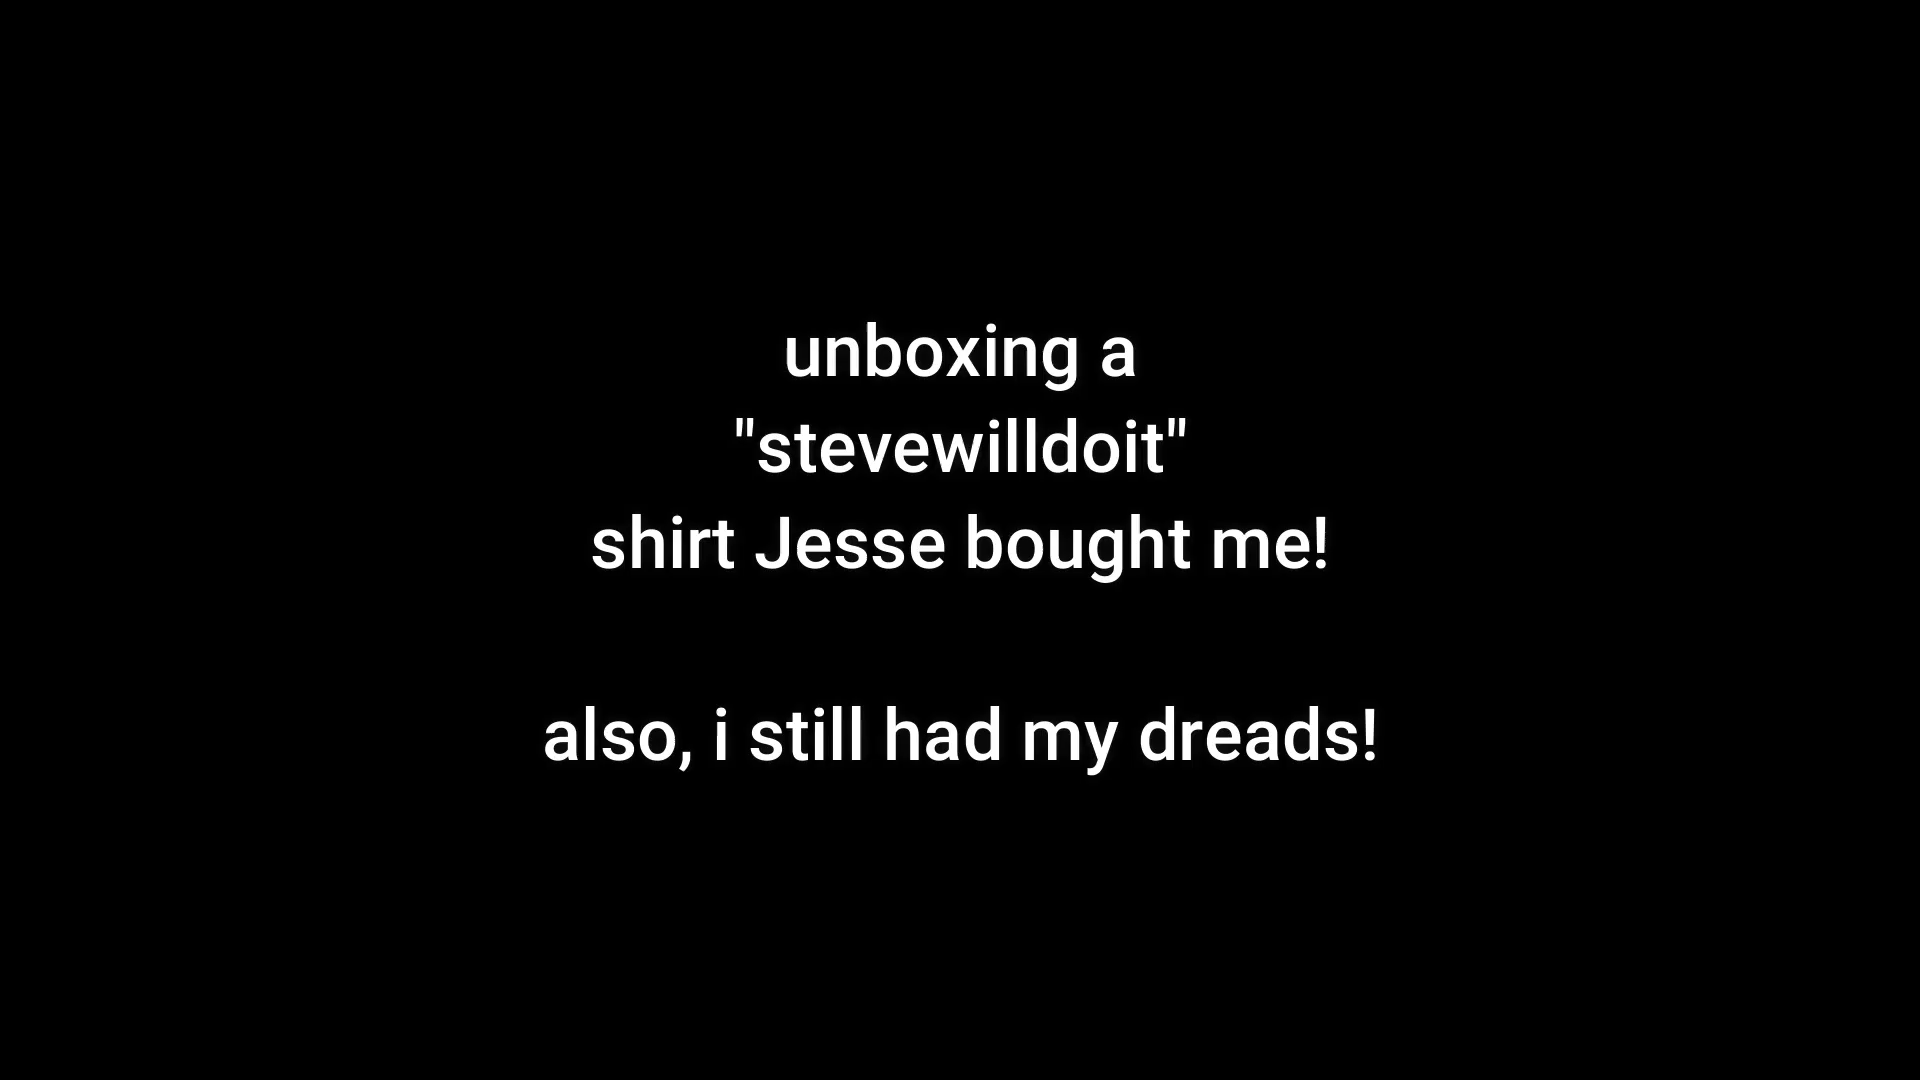 unboxing a
"stevewilldoit"
shirt Jesse bought me!
also, i still had my dreads!